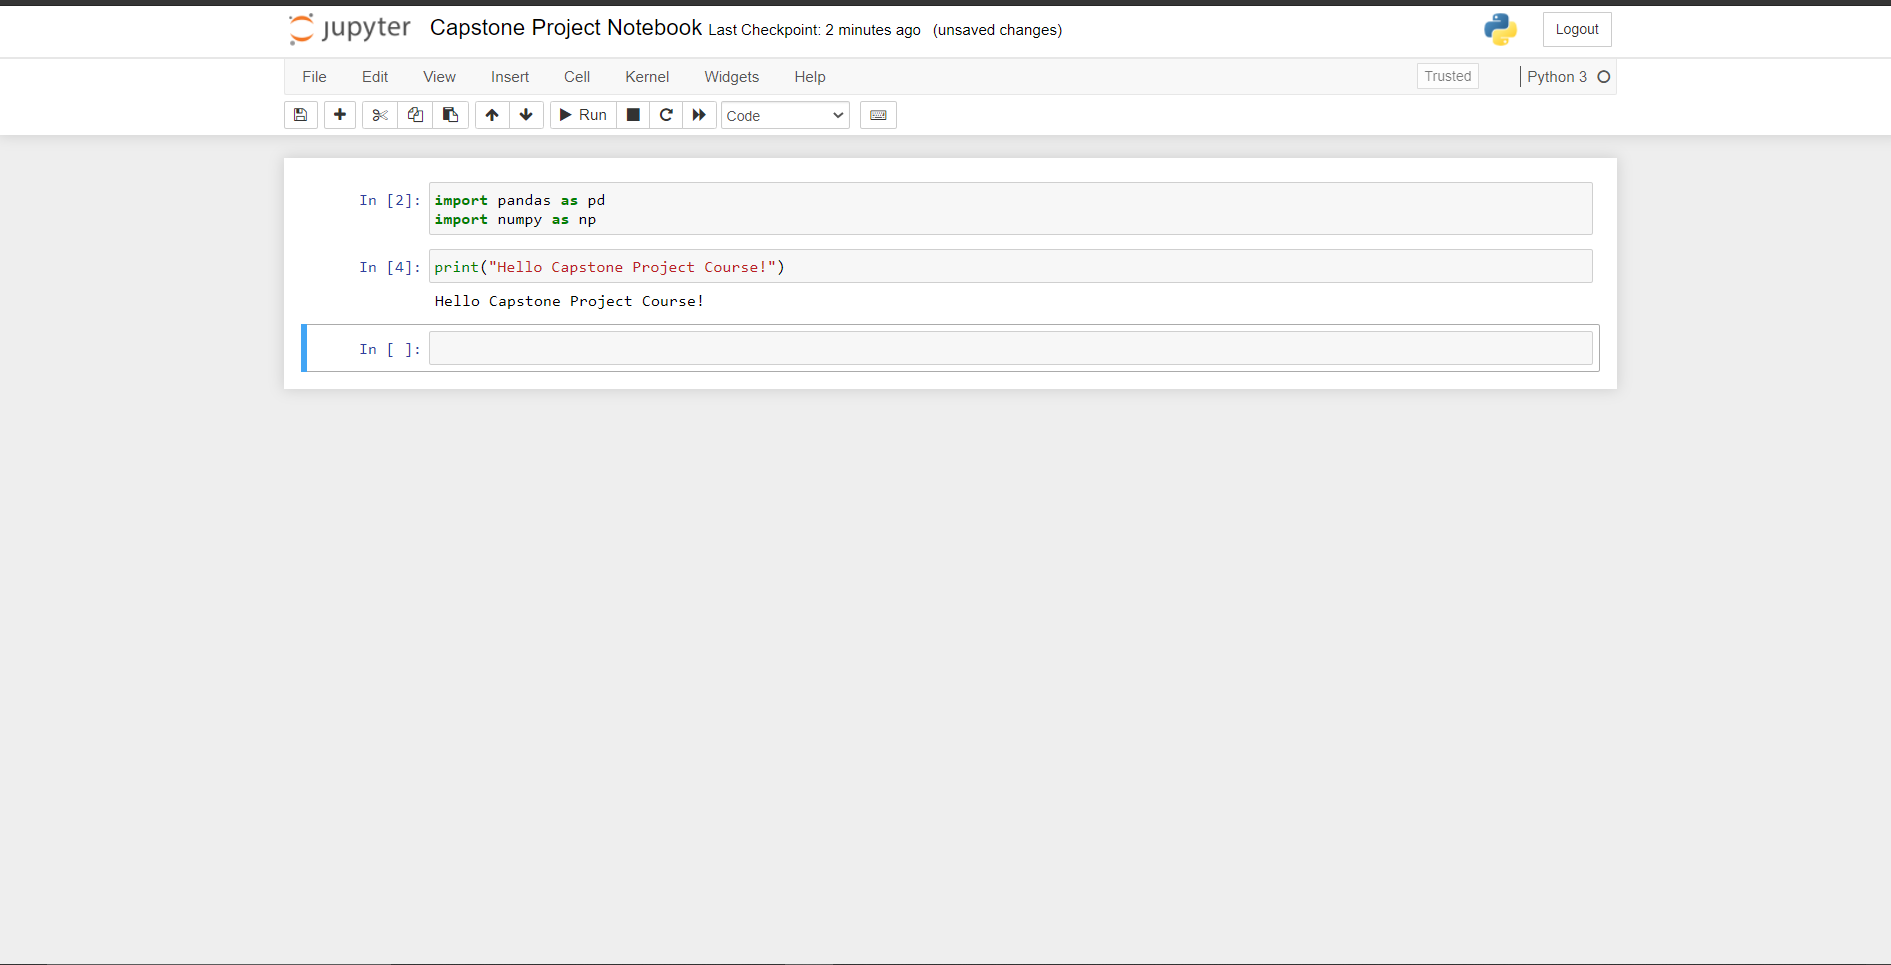 jupyter Capstone Project Notebook Last Checkpoint: 2 minutes ago (unsaved changes) Logout
File Edit View Insert Cell Kernel Widgets Help Trusted Python 3
Run Code
In [2]: import pandas as pd
import numpy as np
In [4]: print("Hello Capstone Project Course!")
Hello Capstone Project Course!
In [ ]: